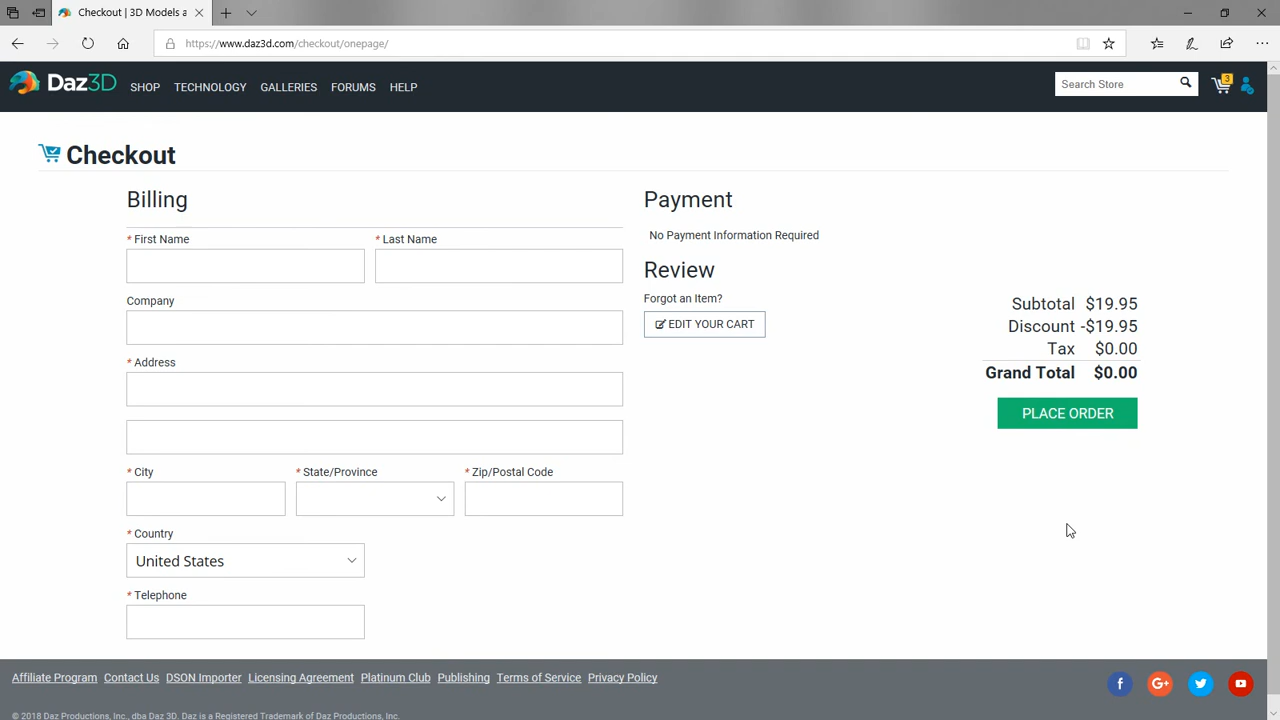 Checkout | 3D Models a
https://www.daz3d.com/checkout/onepage/
Daz3D SHOP TECHNOLOGY GALLERIES FORUMS HELP
Search Store
3
Checkout
Billing
* First Name
* Last Name
Company
* Address
* City
* State/Province
* Zip/Postal Code
* Country
United States
* Telephone
Payment
No Payment Information Required
Review
Forgot an Item?
EDIT YOUR CART
Subtotal $19.95
Discount -$19.95
Tax $0.00
Grand Total $0.00
PLACE ORDER
Affiliate Program Contact Us DSON Importer Licensing Agreement Platinum Club Publishing Terms of Service Privacy Policy
f G+
© 2018 Daz Productions, Inc., dba Daz 3D. Daz is a Registered Trademark of Daz Productions, Inc.